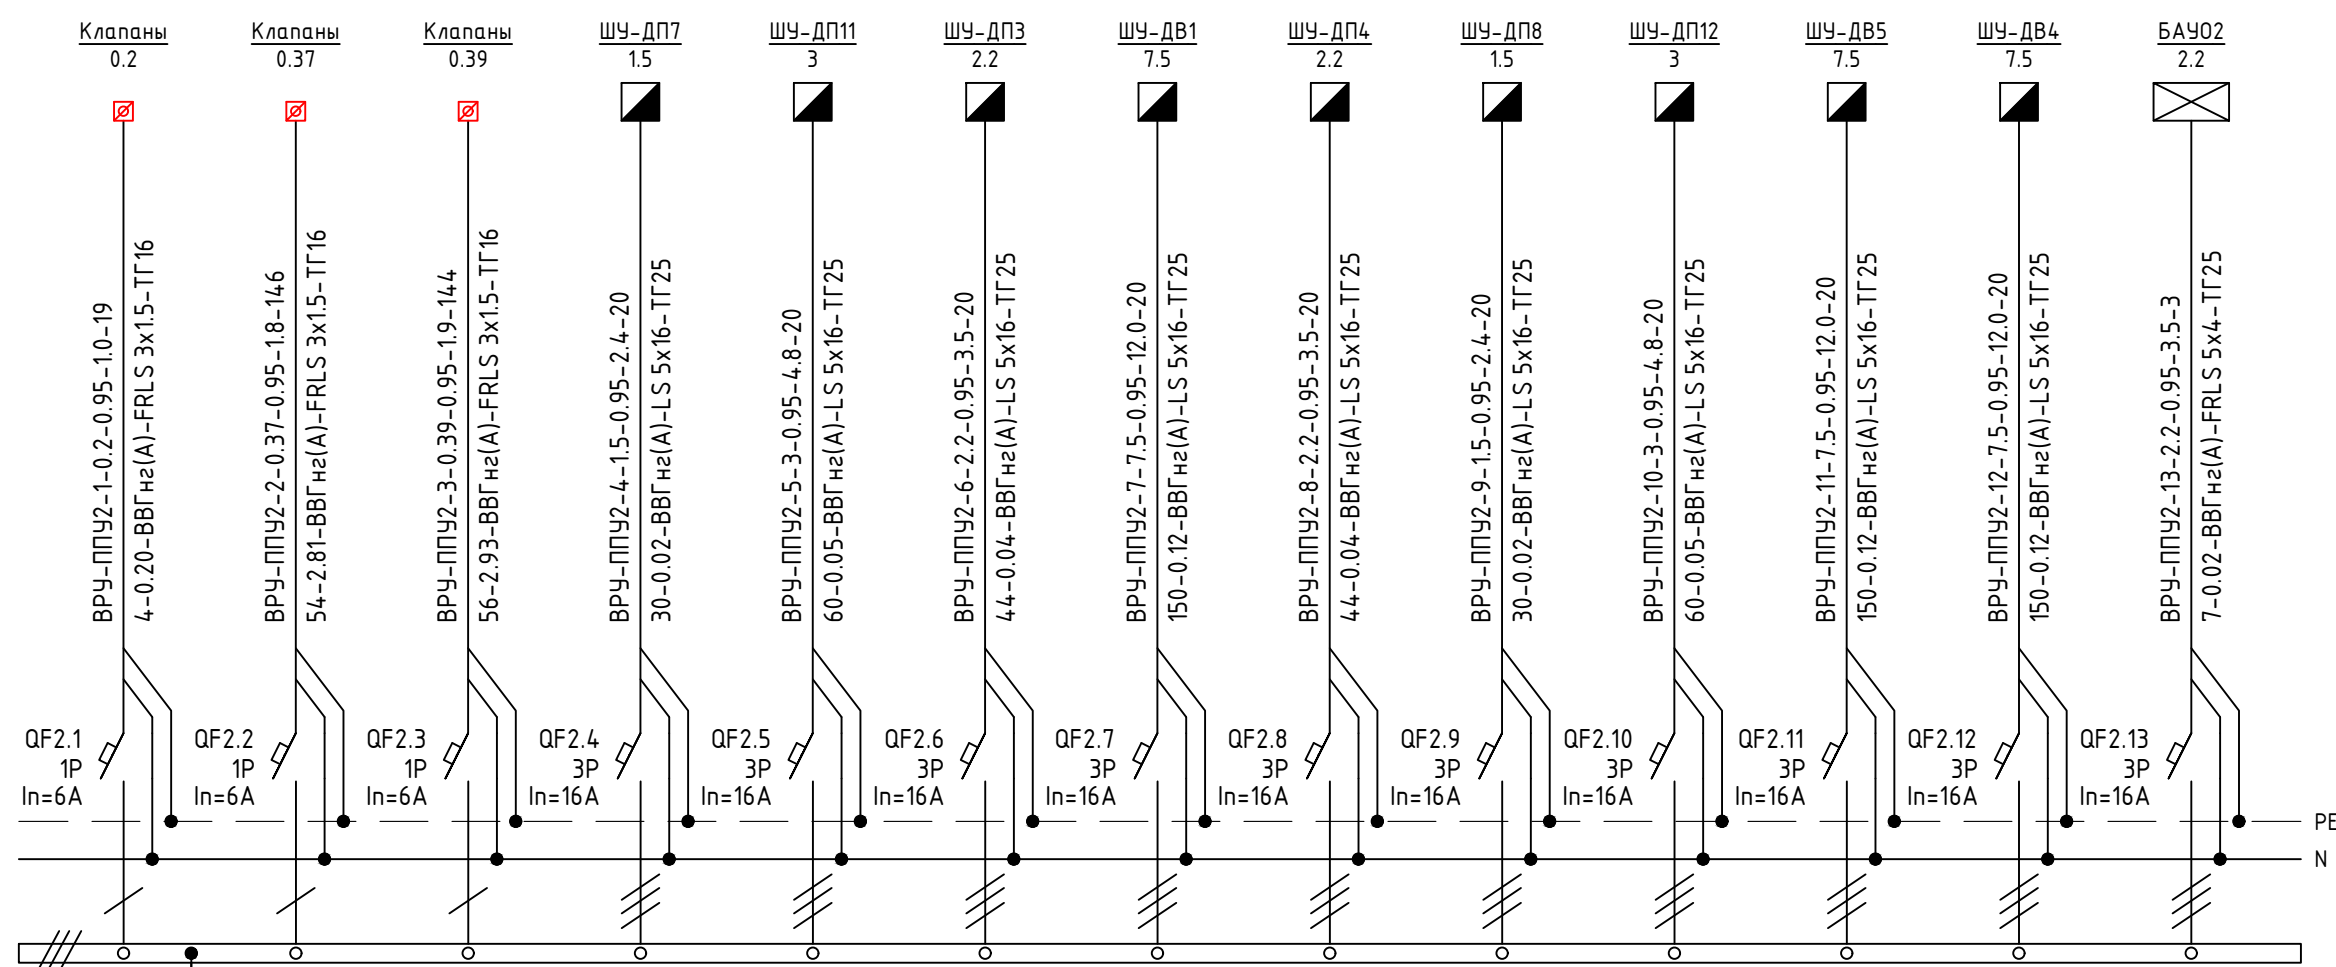 Клапаны
0.2
Клапаны
0.37
Клапаны
0.39
ШУ-ДП7
1.5
ШУ-ДП11
3
ШУ-ДП3
2.2
ШУ-ДВ1
7.5
ШУ-ДП4
2.2
ШУ-ДП8
1.5
ШУ-ДП12
3
ШУ-ДВ5
7.5
ШУ-ДВ4
7.5
БАУО2
2.2
ВРУ-ППУ2-1-0.2-0.95-1.0-19
4-0.20-ВВГнг(А)-FRLS 3х1.5-ТГ16
ВРУ-ППУ2-2-0.37-0.95-1.8-146
54-2.81-ВВГнг(А)-FRLS 3х1.5-ТГ16
ВРУ-ППУ2-3-0.39-0.95-1.9-144
56-2.93-ВВГнг(А)-FRLS 3х1.5-ТГ16
ВРУ-ППУ2-4-1.5-0.95-2.4-20
30-0.02-ВВГнг(А)-LS 5х16-ТГ25
ВРУ-ППУ2-5-3-0.95-4.8-20
60-0.05-ВВГнг(А)-LS 5х16-ТГ25
ВРУ-ППУ2-6-2.2-0.95-3.5-20
44-0.04-ВВГнг(А)-LS 5х16-ТГ25
ВРУ-ППУ2-7-7.5-0.95-12.0-20
150-0.12-ВВГнг(А)-LS 5х16-ТГ25
ВРУ-ППУ2-8-2.2-0.95-3.5-20
44-0.04-ВВГнг(А)-LS 5х16-ТГ25
ВРУ-ППУ2-9-1.5-0.95-2.4-20
30-0.02-ВВГнг(А)-LS 5х16-ТГ25
ВРУ-ППУ2-10-3-0.95-4.8-20
60-0.05-ВВГнг(А)-LS 5х16-ТГ25
ВРУ-ППУ2-11-7.5-0.95-12.0-20
150-0.12-ВВГнг(А)-LS 5х16-ТГ25
ВРУ-ППУ2-12-7.5-0.95-12.0-20
150-0.12-ВВГнг(А)-LS 5х16-ТГ25
ВРУ-ППУ2-13-2.2-0.95-3.5-3
7-0.02-ВВГнг(А)-FRLS 5х4-ТГ25
QF2.1
1P
In=6A
QF2.2
1P
In=6A
QF2.3
1P
In=6A
QF2.4
3P
In=16A
QF2.5
3P
In=16A
QF2.6
3P
In=16A
QF2.7
3P
In=16A
QF2.8
3P
In=16A
QF2.9
3P
In=16A
QF2.10
3P
In=16A
QF2.11
3P
In=16A
QF2.12
3P
In=16A
QF2.13
3P
In=16A
PE
N